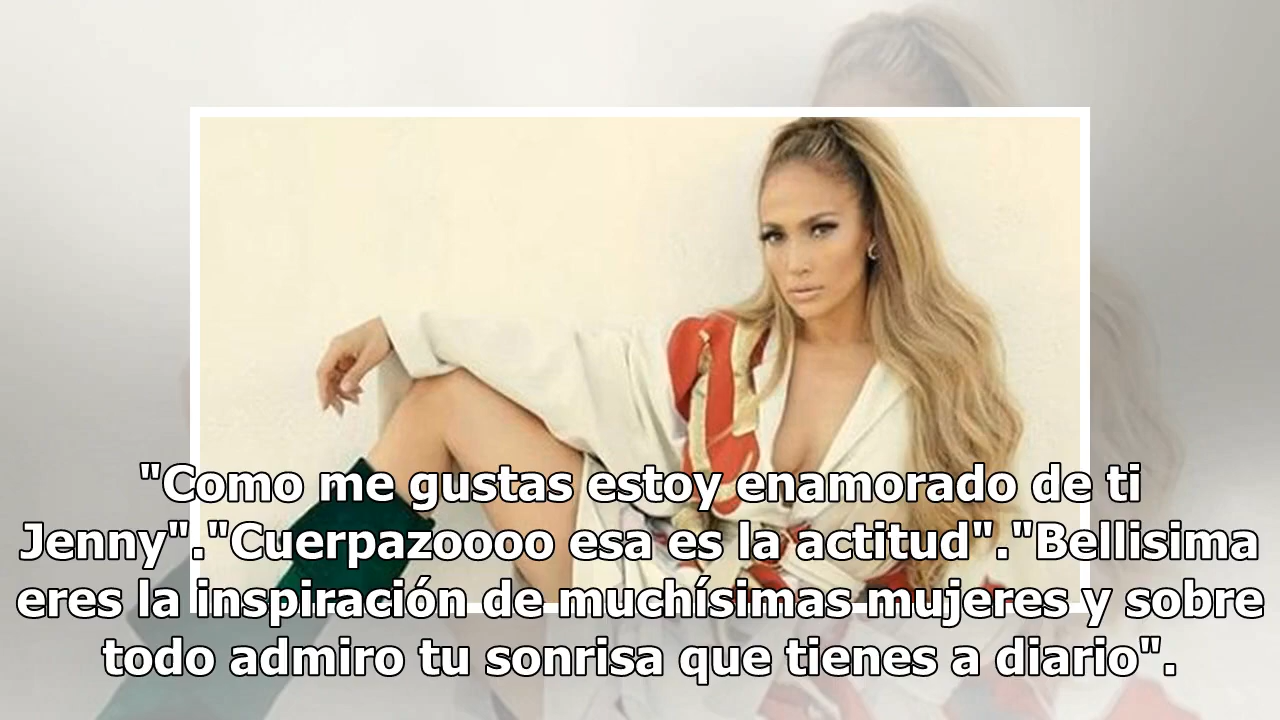 "Como me gustas estoy enamorado de ti
Jenny"."Cuerpazoooo esa es la actitud"."Bellisima
eres la inspiración de muchísimas mujeres y sobre
todo admiro tu sonrisa que tienes a diario".